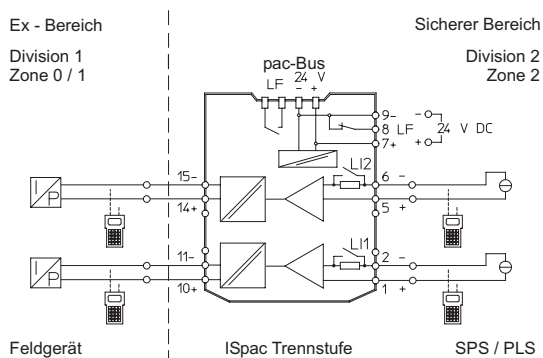 Ex - Bereich
Sicherer Bereich
Division 1
Zone 0 / 1
Division 2
Zone 2
pac-Bus
LF 24 V
- +
9-
8 LF
7+
- 24 V DC
+
LI2
15-
14+
6 -
5 +
I
P
LI1
11-
10+
2 -
1 +
I
P
Feldgerät
ISpac Trennstufe
SPS / PLS